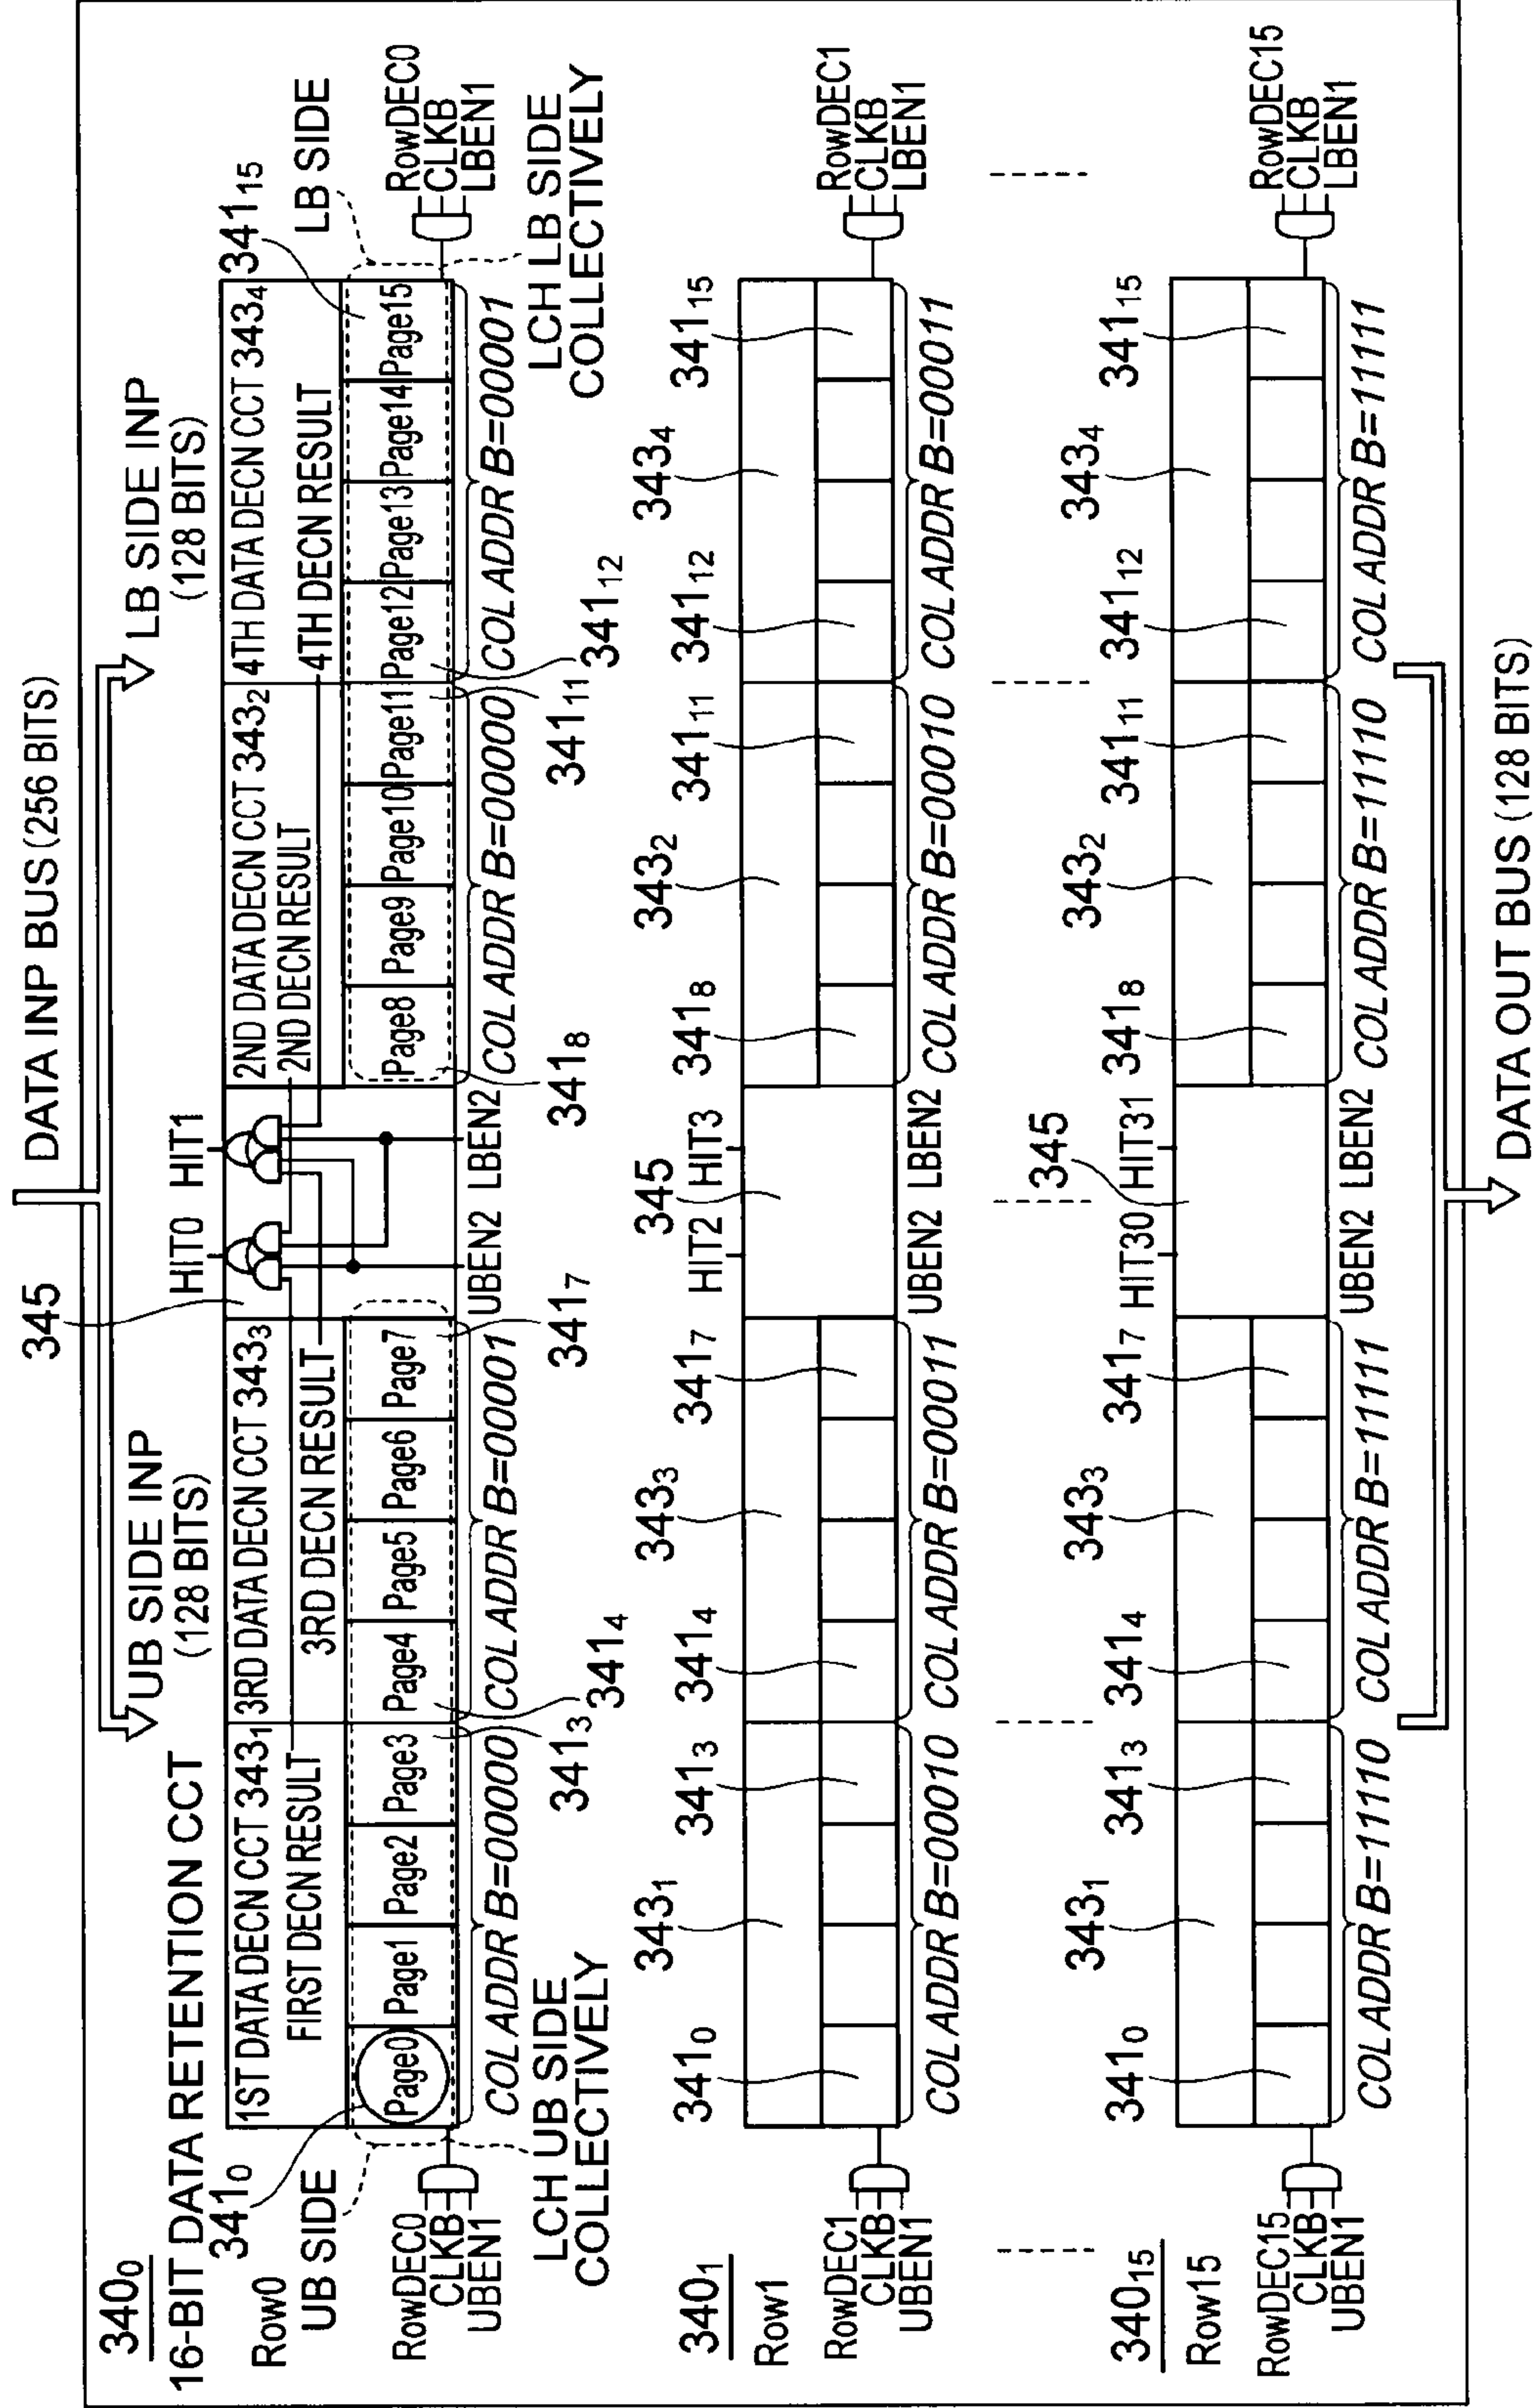 DATA INP BUS (256 BITS)
UB SIDE INP
(128 BITS)
LB SIDE INP
(128 BITS)
340₀
16-BIT DATA RETENTION CCT
345
HIT0 HIT1
341₀
341₁₅
Row0
UB SIDE
LB SIDE
1ST DATA DECN CCT 343₁
3RD DATA DECN CCT 343₃
2ND DATA DECN CCT 343₂
4TH DATA DECN CCT 343₄
FIRST DECN RESULT
3RD DECN RESULT
2ND DECN RESULT
4TH DECN RESULT
Page0 Page1 Page2 Page3 Page4 Page5 Page6 Page7
Page8 Page9 Page10 Page11 Page12 Page13 Page14 Page15
RowDEC0
CLKB
UBEN1
RowDEC0
CLKB
LBEN1
COL ADDR B=00000
COL ADDR B=00001
UBEN2 LBEN2
COL ADDR B=00000
COL ADDR B=00001
LCH UB SIDE
COLLECTIVELY
341₃
341₄
341₇
341₈
341₁₁
341₁₂
LCH LB SIDE
COLLECTIVELY
340₁
343₁
343₃
345
343₂
343₄
341₀
341₃
341₄
341₇
HIT2 HIT3
341₈
341₁₁
341₁₂
341₁₅
Row1
RowDEC1
CLKB
UBEN1
RowDEC1
CLKB
LBEN1
COL ADDR B=00010
COL ADDR B=00011
UBEN2 LBEN2
COL ADDR B=00010
COL ADDR B=00011
340₁₅
343₁
343₃
345
343₂
343₄
341₀
341₃
341₄
341₇
HIT30 HIT31
341₈
341₁₁
341₁₂
341₁₅
Row15
RowDEC15
CLKB
UBEN1
RowDEC15
CLKB
LBEN1
COL ADDR B=11110
COL ADDR B=11111
UBEN2 LBEN2
COL ADDR B=11110
COL ADDR B=11111
DATA OUT BUS (128 BITS)